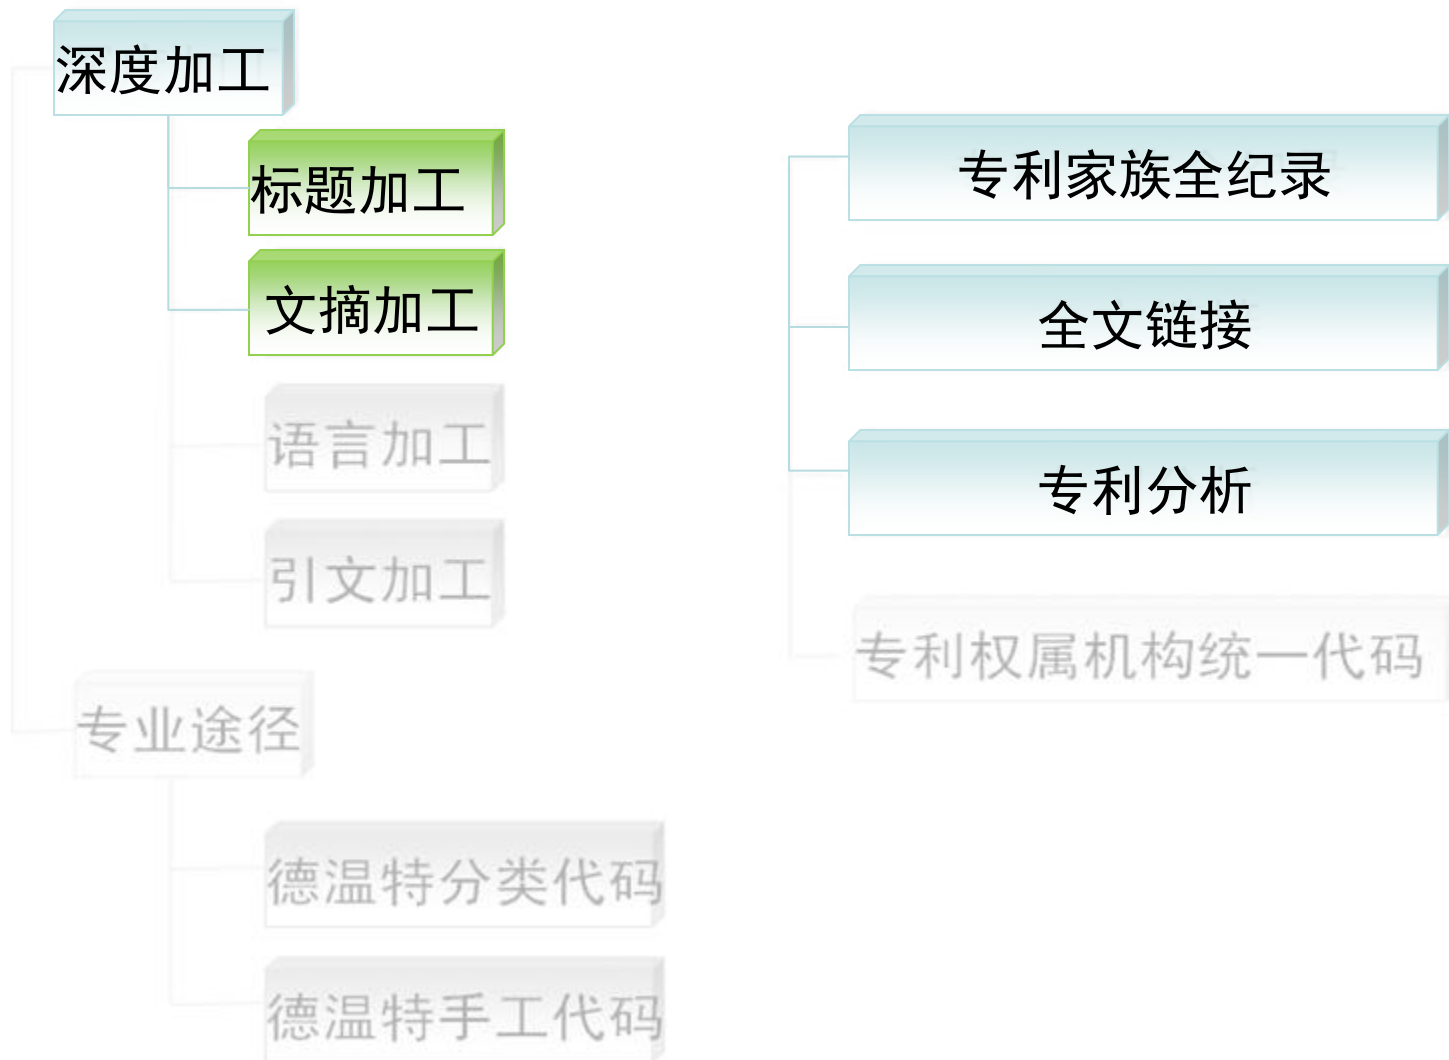 深度加工
标题加工
文摘加工
语言加工
引文加工
专业途径
德温特分类代码
德温特手工代码
专利家族全纪录
全文链接
专利分析
专利权属机构统一代码